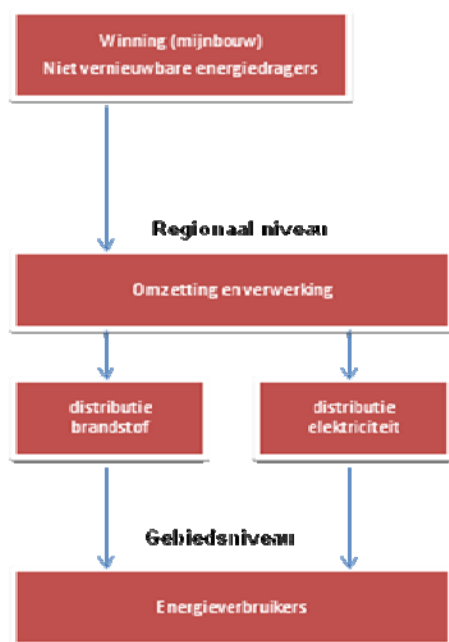 Winning (mijnbouw)
Niet vernieuwbare energiedragers
Regionaal niveau
Omzetting en verwerking
distributie
brandstof
distributie
elektriciteit
Gebiedsniveau
Energieverbruikers